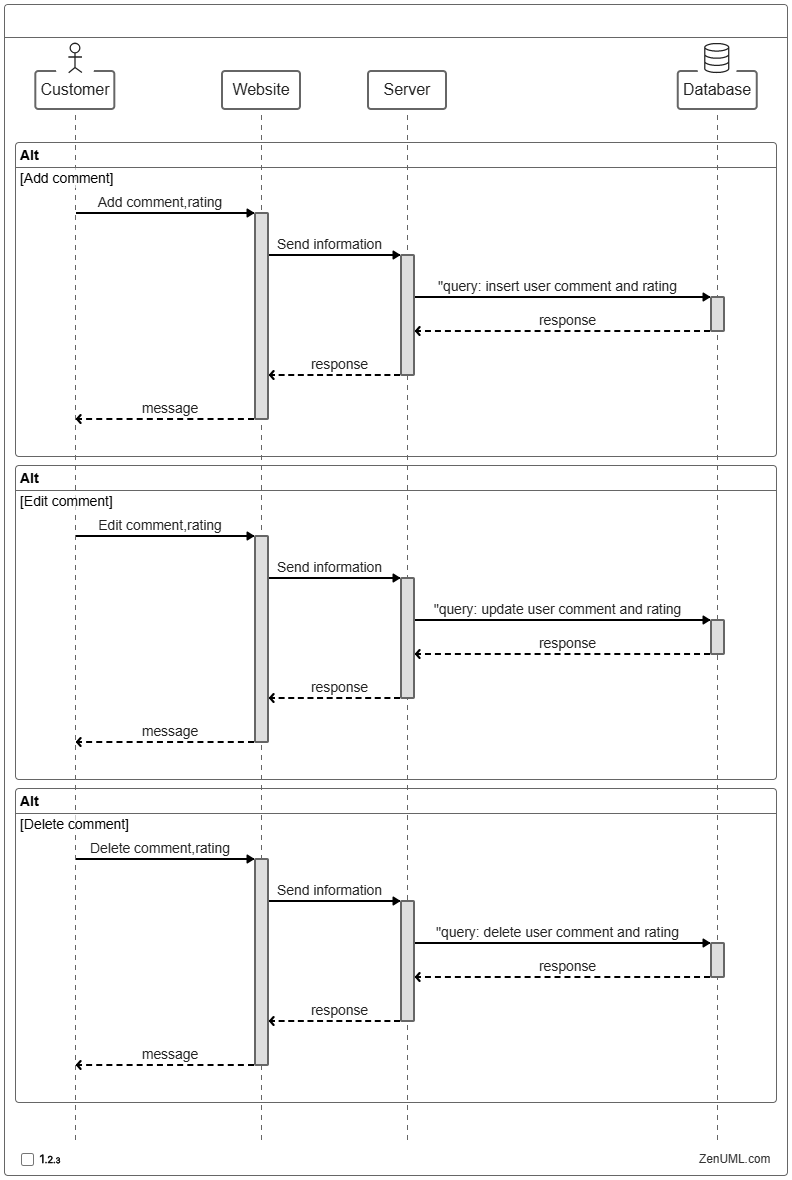 Customer
Website
Server
Database
Alt
[Add comment]
Add comment,rating
Send information
"query: insert user comment and rating
response
response
message
Alt
[Edit comment]
Edit comment,rating
Send information
"query: update user comment and rating
response
response
message
Alt
[Delete comment]
Delete comment,rating
Send information
"query: delete user comment and rating
response
response
message
1.2.3
ZenUML.com